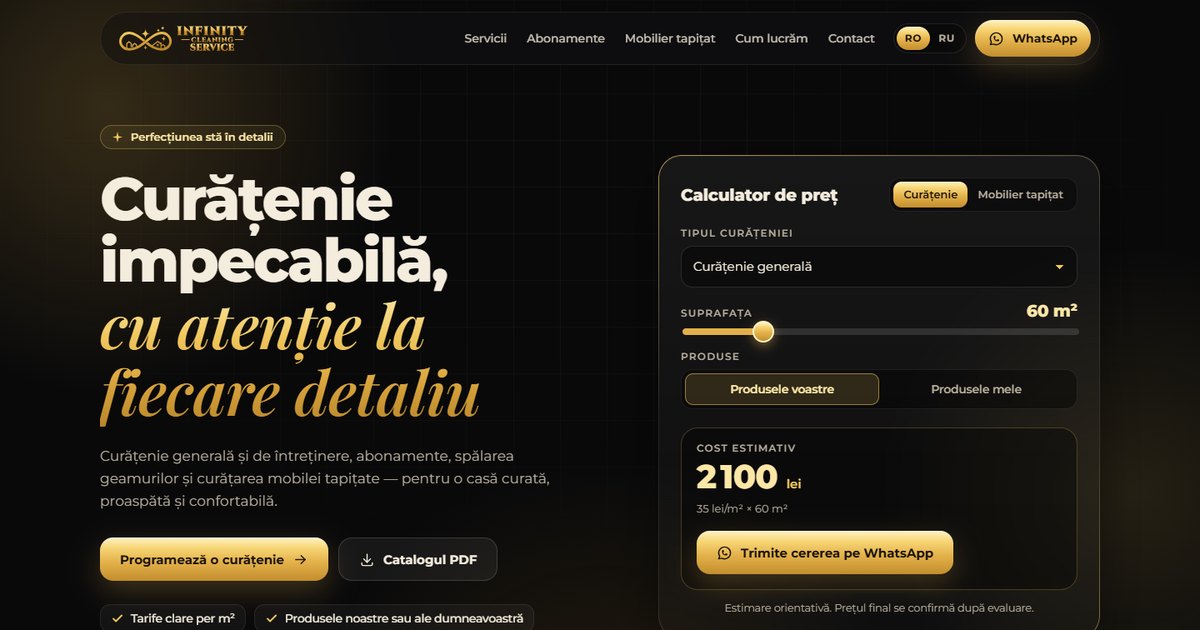 INFINITY
CLEANING
SERVICE
Servicii
Abonamente
Mobilier tapițat
Cum lucrăm
Contact
RO
RU
WhatsApp
Perfecțiunea stă în detalii
Curățenie
impecabilă,
cu atenție la
fiecare detaliu
Curățenie generală și de întreținere, abonamente, spălarea
geamurilor și curățarea mobilei tapițate — pentru o casă curată,
proaspătă și confortabilă.
Programează o curățenie →
Catalogul PDF
Tarife clare per m²
Produsele noastre sau ale dumneavoastră
Calculator de preț
Curățenie
Mobilier tapițat
TIPUL CURĂȚENIEI
Curățenie generală
SUPRAFAȚA
60 m²
PRODUSE
Produsele voastre
Produsele mele
COST ESTIMATIV
2 100 lei
35 lei/m² × 60 m²
Trimite cererea pe WhatsApp
Estimare orientativă. Prețul final se confirmă după evaluare.